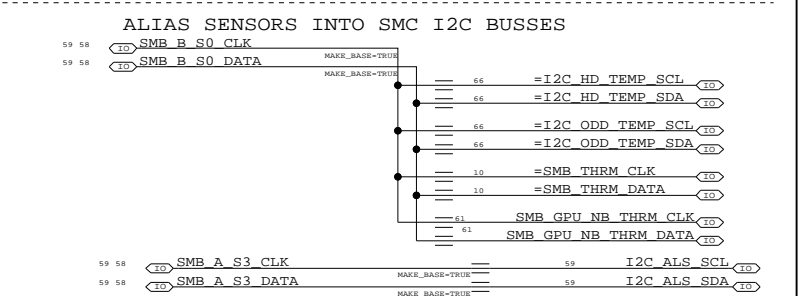 ALIAS SENSORS INTO SMC I2C BUSSES
59 58 IO SMB_B_S0_CLK
MAKE_BASE=TRUE
59 58 IO SMB_B_S0_DATA
MAKE_BASE=TRUE
66 =I2C_HD_TEMP_SCL IO
66 =I2C_HD_TEMP_SDA IO
66 =I2C_ODD_TEMP_SCL IO
66 =I2C_ODD_TEMP_SDA IO
10 =SMB_THRM_CLK IO
10 =SMB_THRM_DATA IO
61 SMB_GPU_NB_THRM_CLK IO
61 SMB_GPU_NB_THRM_DATA IO
59 58 IO SMB_A_S3_CLK 59 I2C_ALS_SCL IO
MAKE_BASE=TRUE
59 58 IO SMB_A_S3_DATA 59 I2C_ALS_SDA IO
MAKE_BASE=TRUE